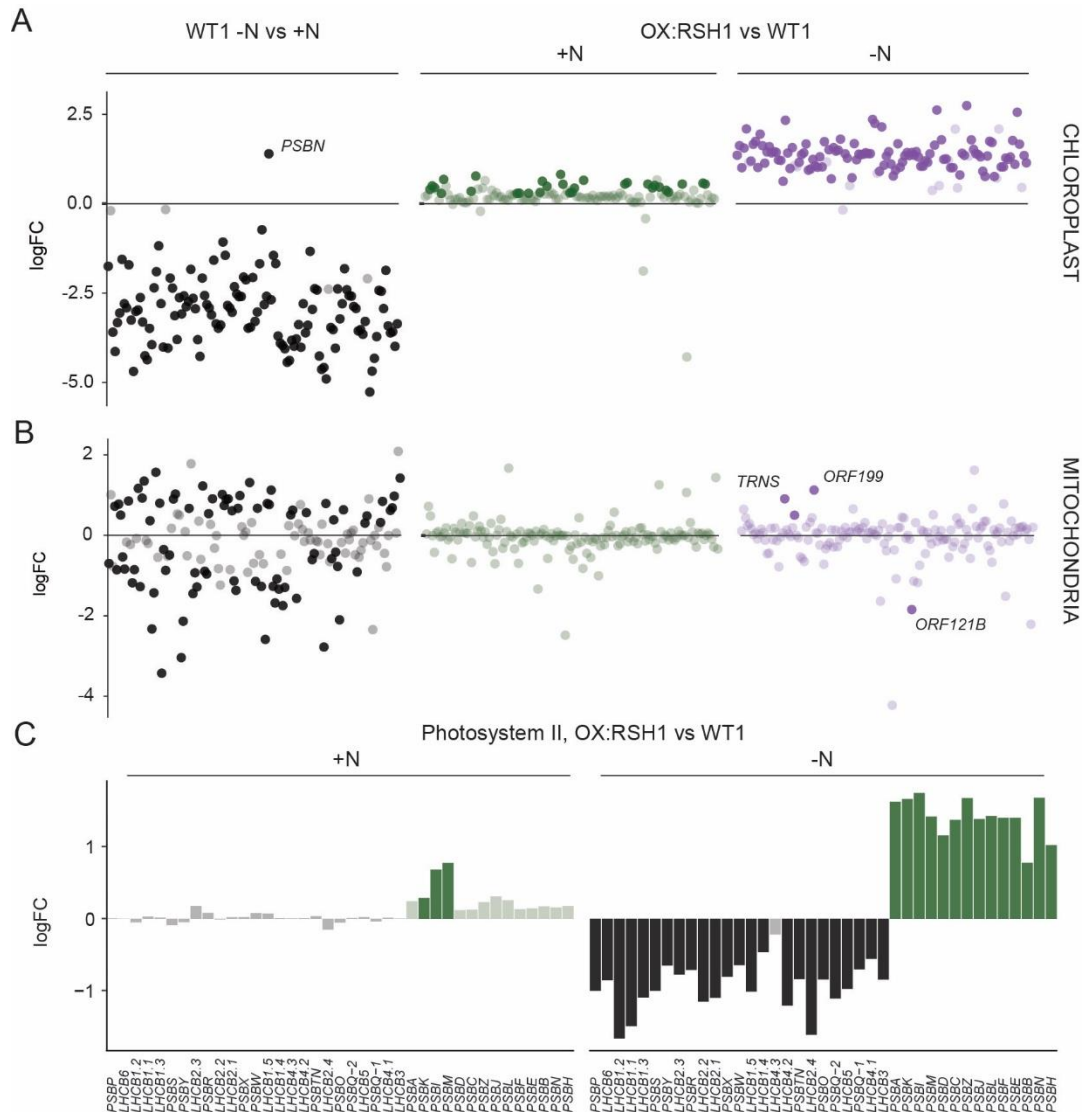 A
WT1 -N vs +N
OX:RSH1 vs WT1
+N
-N
2.5
0.0
-2.5
-5.0
logFC
PSBN
CHLOROPLAST
B
2
0
-2
-4
logFC
TRNS
ORF199
ORF121B
MITOCHONDRIA
C
Photosystem II, OX:RSH1 vs WT1
+N
-N
1
0
−1
logFC
PSBP
LHCB6
LHCB1.2
LHCB1.1
LHCB1.3
PSBS
PSBY
LHCB2.3
PSBR
LHCB2.2
LHCB2.1
PSBX
PSBW
LHCB1.5
LHCB1.4
LHCB4.3
LHCB4.2
PSBTN
LHCB2.4
PSBO
PSBQ-2
PSBQ-1
LHCB4.1
LHCB3
PSBA
PSBK
PSBI
PSBM
PSBD
PSBC
PSBZ
PSBJ
PSBL
PSBF
PSBE
PSBB
PSBN
PSBH
PSBP
LHCB6
LHCB1.2
LHCB1.1
LHCB1.3
PSBS
PSBY
LHCB2.3
PSBR
LHCB2.2
LHCB2.1
PSBX
PSBW
LHCB1.5
LHCB1.4
LHCB4.3
LHCB4.2
PSBTN
LHCB2.4
PSBO
PSBQ-2
LHCB5
PSBQ-1
LHCB4.1
LHCB3
PSBA
PSBK
PSBI
PSBM
PSBD
PSBC
PSBZ
PSBJ
PSBL
PSBF
PSBE
PSBB
PSBN
PSBH